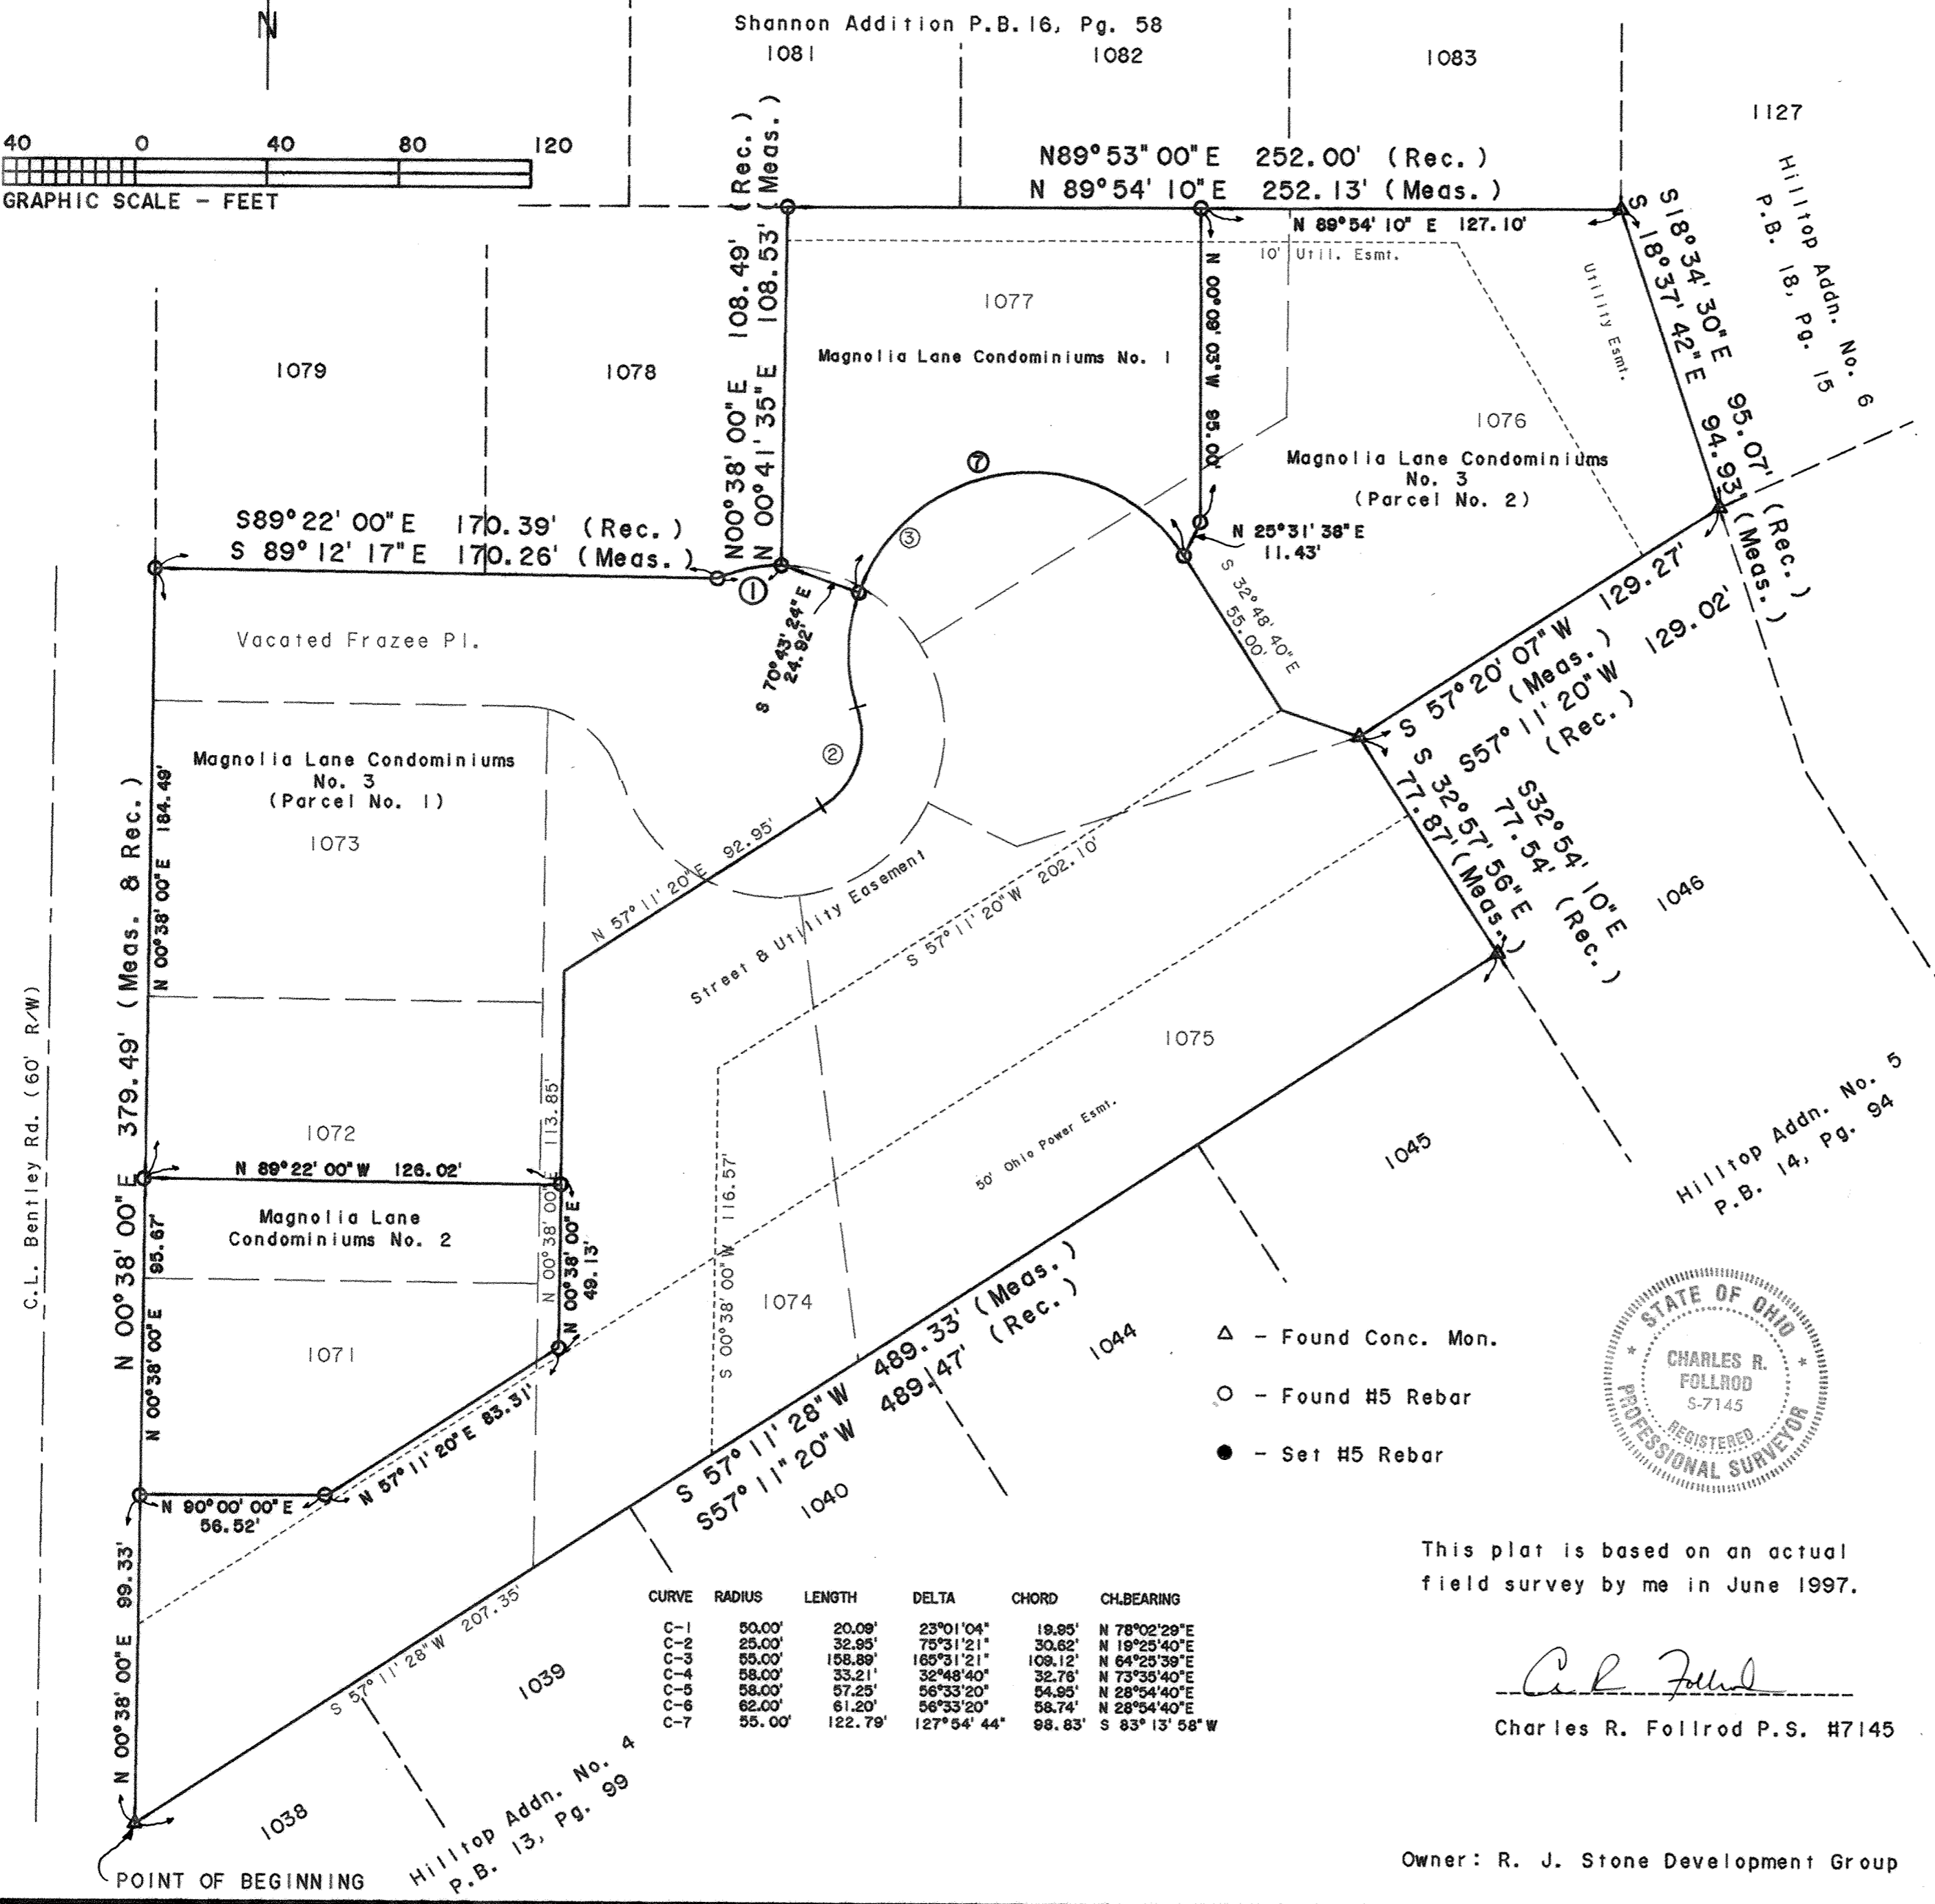 N
Shannon Addition P.B.16, Pg. 58
1081
1082
1083
1127
40 0 40 80 120
GRAPHIC SCALE - FEET
N89°53'00"E 252.00' (Rec.)
N 89°54'10"E 252.13' (Meas.)
N 89°54'10" E 127.10'
10' Util. Esmt.
Utility Esmt.
S18°34'30"E 95.07' (Rec.)
S 18°37'42"E 94.93' (Meas.)
Hilltop Addn. No. 6
P.B. 18, Pg. 15
N00°38'00"E 108.49' (Rec.)
N 00°41'35"E 108.53' (Meas.)
1079
1078
1077
Magnolia Lane Condominiums No. 1
N 00°09'03"W 95.00'
1076
Magnolia Lane Condominiums
No. 3
(Parcel No. 2)
7
3
N 25°31'38"E
11.43'
S89°22'00"E 170.39' (Rec.)
S 89°12'17"E 170.26' (Meas.)
1
S 70°43'24"E
24.92'
S 32°48'40"E
55.00'
Vacated Frazee Pl.
S 57°20'07"W 129.27'
(Meas.)
S57°11'20"W 129.02'
(Rec.)
2
Magnolia Lane Condominiums
No. 3
(Parcel No. 1)
1073
N 00°38'00"E 184.49'
N 57°11'20"E 92.95'
Street & Utility Easement
S 57°11'20"W 202.10'
S 32°57'56"E
77.87' (Meas.)
S32°54'10"E
77.54' (Rec.)
1046
N 00°38'00"E 379.49' (Meas. & Rec.)
C.L. Bentley Rd. (60' R/W)
1072
N 00°38'00"E 113.85'
S 00°38'00"W 116.57'
1075
50' Ohio Power Esmt.
1045
Hilltop Addn. No. 5
P.B. 14, Pg. 94
N 89°22'00"W 126.02'
Magnolia Lane
Condominiums No. 2
N 00°38'00"E 95.67'
N 00°38'00"E
49.13'
1074
1071
S 57°11'28"W 489.33' (Meas.)
S57°11"20"W 489.47' (Rec.)
1044
1040
N 57°11'20"E 83.31'
N 90°00'00"E
56.52'
N 00°38'00"E 99.33'
S 57°11'28"W 207.35'
1039
1038
Hilltop Addn. No. 4
P.B. 13, Pg. 99
POINT OF BEGINNING
△ - Found Conc. Mon.
○ - Found #5 Rebar
● - Set #5 Rebar
STATE OF OHIO
CHARLES R.
FOLLROD
S-7145
REGISTERED
PROFESSIONAL SURVEYOR
This plat is based on an actual
field survey by me in June 1997.
CURVE RADIUS LENGTH DELTA CHORD CH.BEARING
C-1 50.00' 20.09' 23°01'04" 19.95' N 78°02'29"E
C-2 25.00' 32.95' 75°31'21" 30.62' N 19°25'40"E
C-3 55.00' 158.89' 165°31'21" 109.12' N 64°25'39"E
C-4 58.00' 33.21' 32°48'40" 32.76' N 73°35'40"E
C-5 58.00' 57.25' 56°33'20" 54.95' N 28°54'40"E
C-6 62.00' 61.20' 56°33'20" 58.74' N 28°54'40"E
C-7 55.00' 122.79' 127°54'44" 98.83' S 83°13'58"W
C R Follrod
Charles R. Follrod P.S. #7145
Owner: R. J. Stone Development Group